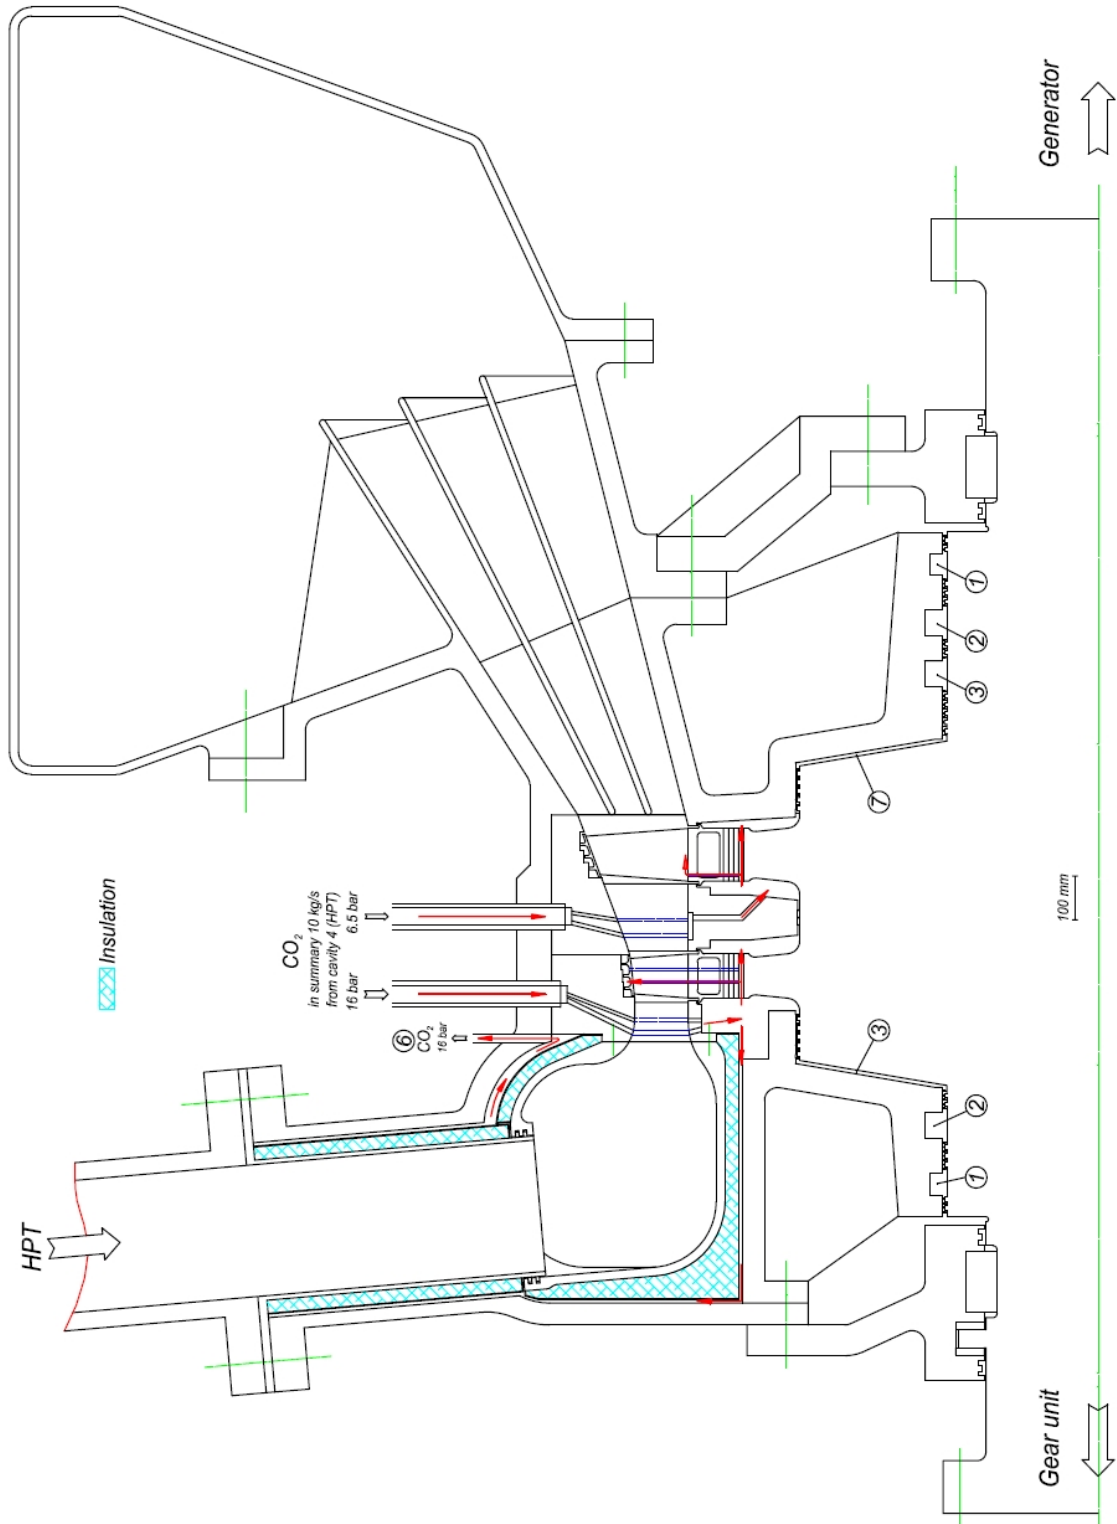 HPT
Insulation
CO₂
in summary 10 kg/s
from cavity 4 (HPT)
16 bar
6.5 bar
⑥
CO₂
16 bar
③
⑦
①
②
③
②
①
100 mm
Gear unit
Generator